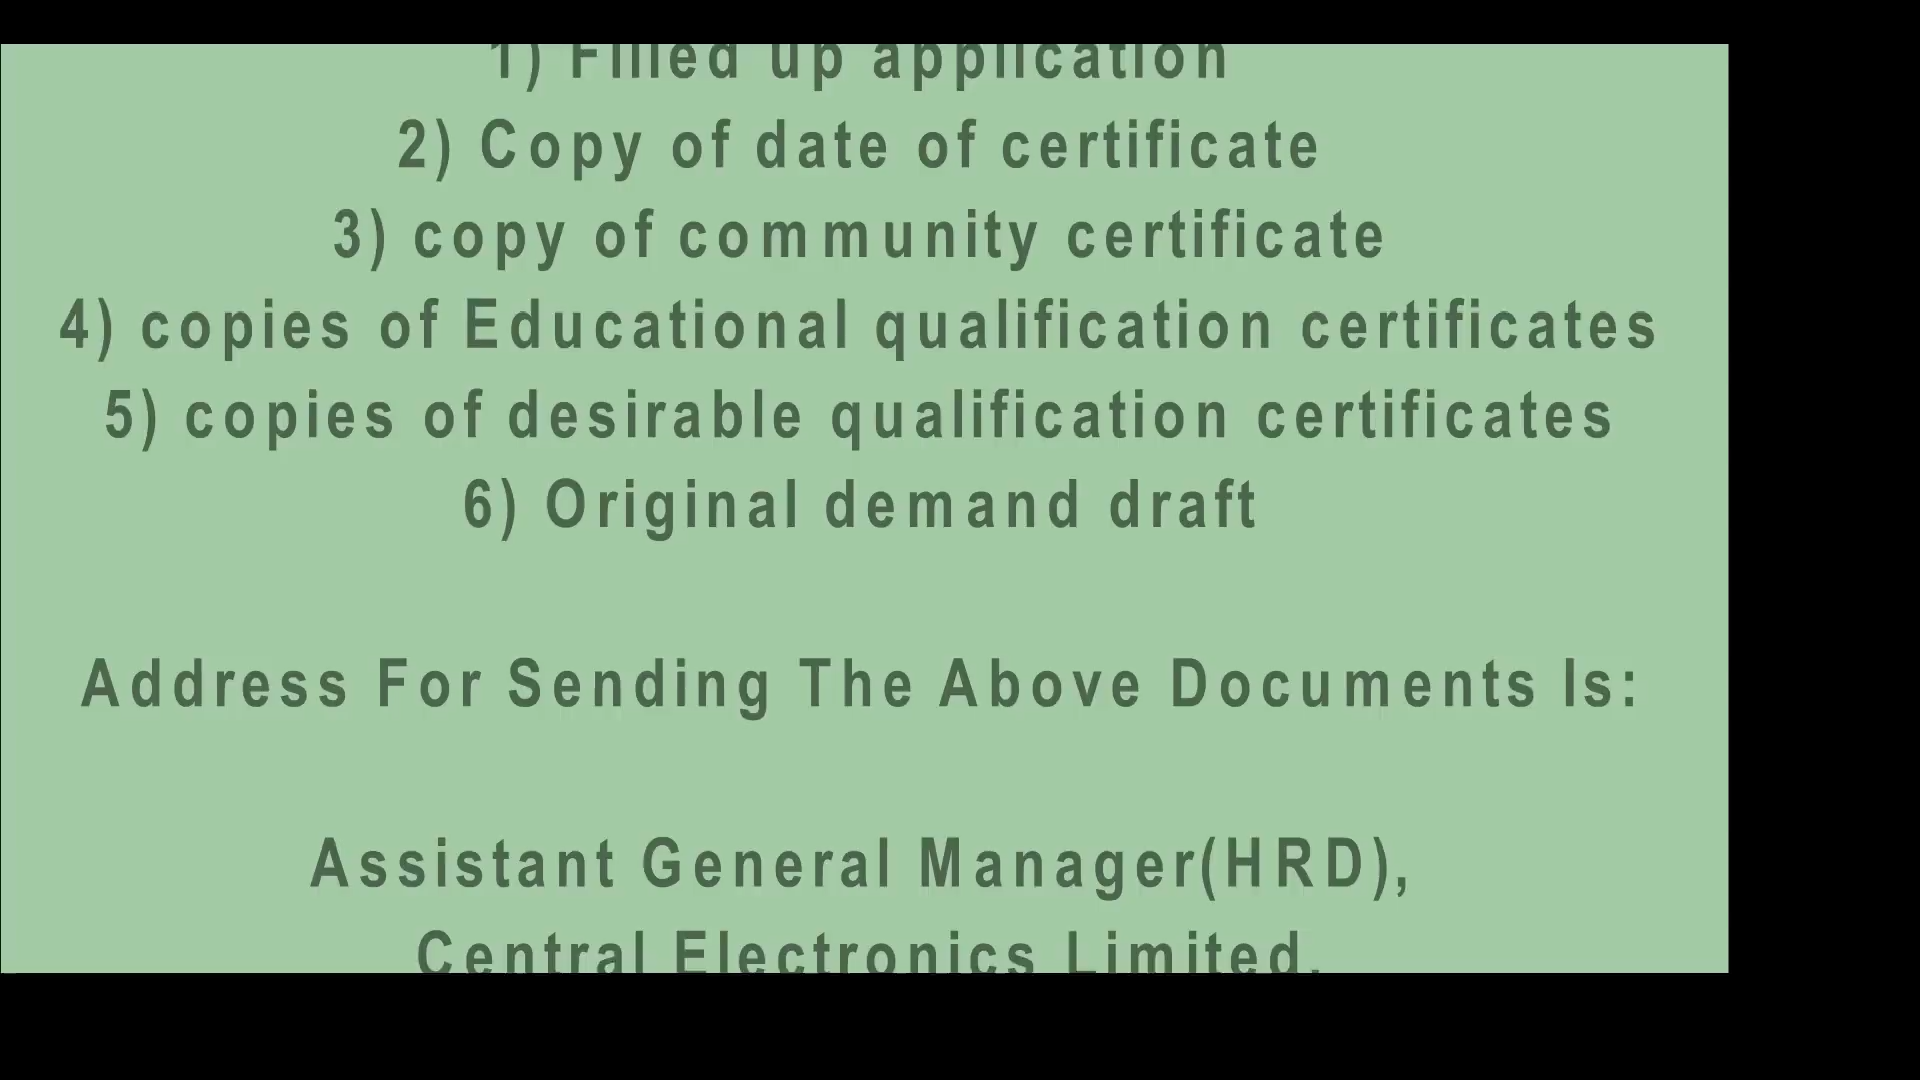 1) Filled up application
2) Copy of date of certificate
3) copy of community certificate
4) copies of Educational qualification certificates
5) copies of desirable qualification certificates
6) Original demand draft
Address For Sending The Above Documents Is:
Assistant General Manager(HRD),
Central Electronics Limited,